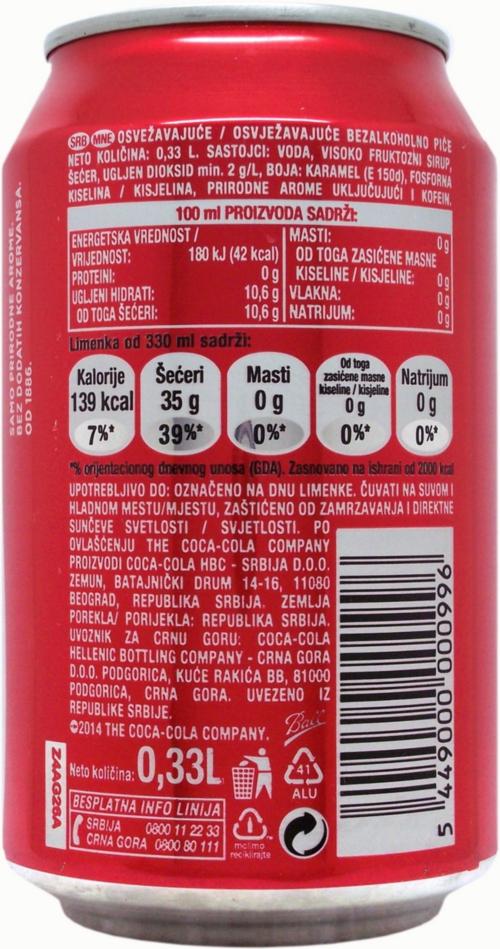 SRB MNE OSVEŽAVAJUĆE / OSVJEŽAVAJUĆE BEZALKOHOLNO PIĆE
NETO KOLIČINA: 0,33 L. SASTOJCI: VODA, VISOKO FRUKTOZNI SIRUP,
ŠEĆER, UGLJEN DIOKSID min. 2 g/L, BOJA: KARAMEL (E 150d), FOSFORNA
KISELINA / KISJELINA, PRIRODNE AROME UKLJUČUJUĆI I KOFEIN.
100 ml PROIZVODA SADRŽI:
ENERGETSKA VREDNOST /
VRIJEDNOST: 180 kJ (42 kcal)
PROTEINI: 0 g
UGLJENI HIDRATI: 10,6 g
OD TOGA ŠEĆERI: 10,6 g
MASTI: 0 g
OD TOGA ZASIĆENE MASNE
KISELINE / KISJELINE: 0 g
VLAKNA: 0 g
NATRIJUM: 0 g
Limenka od 330 ml sadrži:
Kalorije
139 kcal
7%*
Šećeri
35 g
39%*
Masti
0 g
0%*
Od toga
zasićene masne
kiseline / kisjeline
0 g
0%*
Natrijum
0 g
0%*
*% orijentacionog dnevnog unosa (GDA). Zasnovano na ishrani od 2000 kcal
UPOTREBLJIVO DO: OZNAČENO NA DNU LIMENKE. ČUVATI NA SUVOM I
HLADNOM MESTU/MJESTU, ZAŠTIĆENO OD ZAMRZAVANJA I DIREKTNE
SUNČEVE SVETLOSTI / SVJETLOSTI. PO
OVLAŠĆENJU THE COCA-COLA COMPANY
PROIZVODI COCA-COLA HBC - SRBIJA D.O.O.
ZEMUN, BATAJNIČKI DRUM 14-16, 11080
BEOGRAD, REPUBLIKA SRBIJA. ZEMLJA
POREKLA/ PORIJEKLA: REPUBLIKA SRBIJA.
UVOZNIK ZA CRNU GORU: COCA-COLA
HELLENIC BOTTLING COMPANY - CRNA GORA
D.O.O. PODGORICA, KUĆE RAKIĆA BB, 81000
PODGORICA, CRNA GORA. UVEZENO IZ
REPUBLIKE SRBIJE.
©2014 THE COCA-COLA COMPANY.
Ball
Neto količina: 0,33L
41
ALU
BESPLATNA INFO LINIJA
SRBIJA 0800 11 22 33
CRNA GORA 0800 80 111
molimo
reciklirajte
5 449000 000996
ZAAG28A
SAMO PRIRODNE AROME.
BEZ DODATIH KONZERVANSA.
OD 1886.